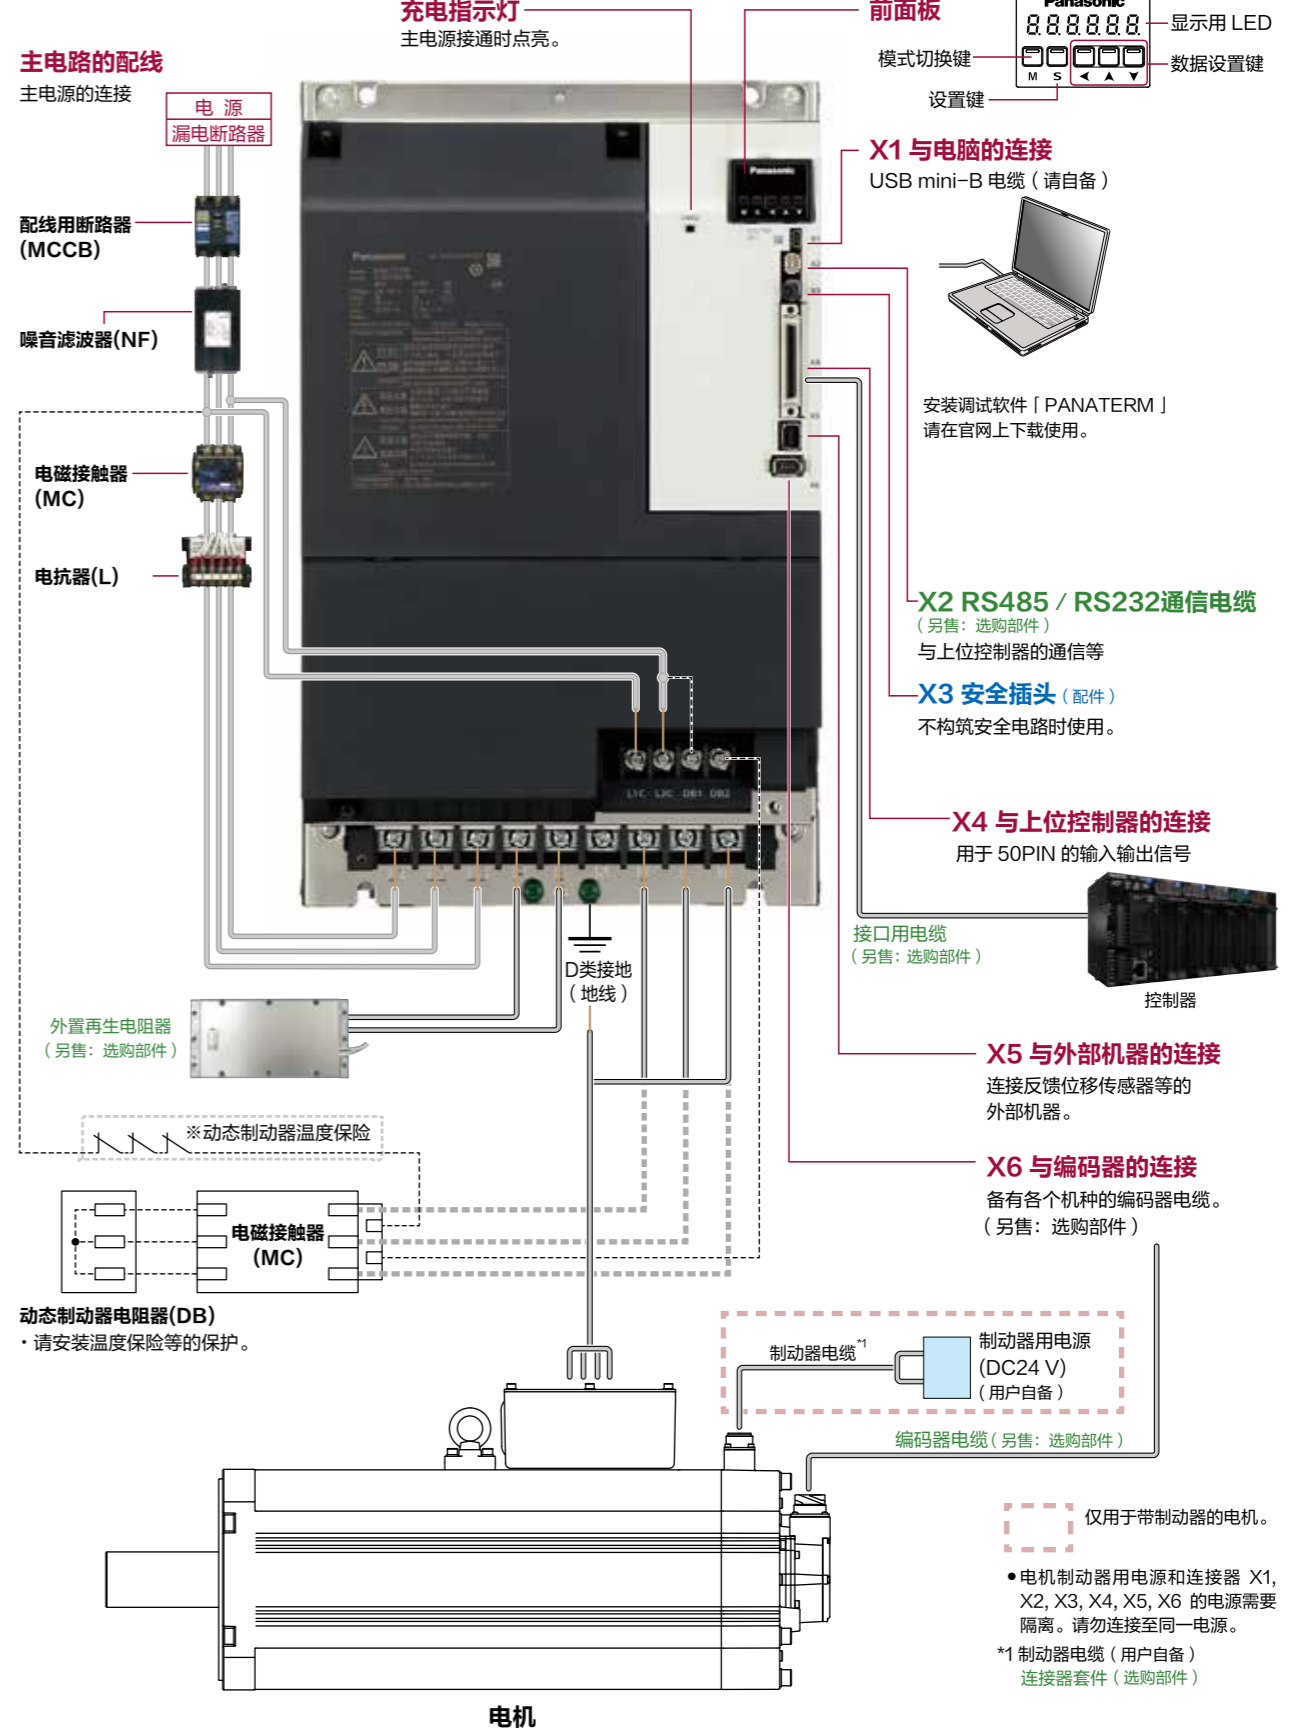 充电指示灯
主电源接通时点亮。
前面板
Panasonic
8.8.8.8.8.8.
显示用 LED
模式切换键
数据设置键
M S
设置键
主电路的配线
主电源的连接
电 源
漏电断路器
配线用断路器
(MCCB)
噪音滤波器(NF)
电磁接触器
(MC)
电抗器(L)
Panasonic
X1 与电脑的连接
USB mini-B 电缆（请自备）
安装调试软件「PANATERM」
请在官网上下载使用。
X2 RS485 / RS232通信电缆
（另售：选购部件）
与上位控制器的通信等
X3 安全插头（配件）
不构筑安全电路时使用。
L1C L2C DB1 DB2
X4 与上位控制器的连接
用于 50PIN 的输入输出信号
接口用电缆
（另售：选购部件）
控制器
D类接地
（地线）
外置再生电阻器
（另售：选购部件）
X5 与外部机器的连接
连接反馈位移传感器等的
外部机器。
※动态制动器温度保险
X6 与编码器的连接
备有各个机种的编码器电缆。
（另售：选购部件）
电磁接触器
(MC)
动态制动器电阻器(DB)
・请安装温度保险等的保护。
制动器电缆*1
制动器用电源
(DC24 V)
（用户自备）
编码器电缆（另售：选购部件）
仅用于带制动器的电机。
●电机制动器用电源和连接器 X1,
X2, X3, X4, X5, X6 的电源需要
隔离。请勿连接至同一电源。
*1 制动器电缆（用户自备）
连接器套件（选购部件）
电机